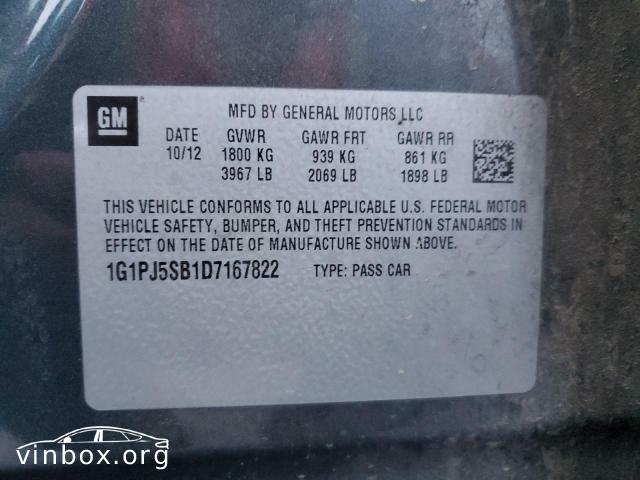 GM
MFD BY GENERAL MOTORS LLC
DATE GVWR GAWR FRT GAWR RR
10/12 1800 KG 939 KG 861 KG
3967 LB 2069 LB 1898 LB
THIS VEHICLE CONFORMS TO ALL APPLICABLE U.S. FEDERAL MOTOR
VEHICLE SAFETY, BUMPER, AND THEFT PREVENTION STANDARDS IN
EFFECT ON THE DATE OF MANUFACTURE SHOWN ABOVE.
1G1PJ5SB1D7167822 TYPE: PASS CAR
vinbox.org